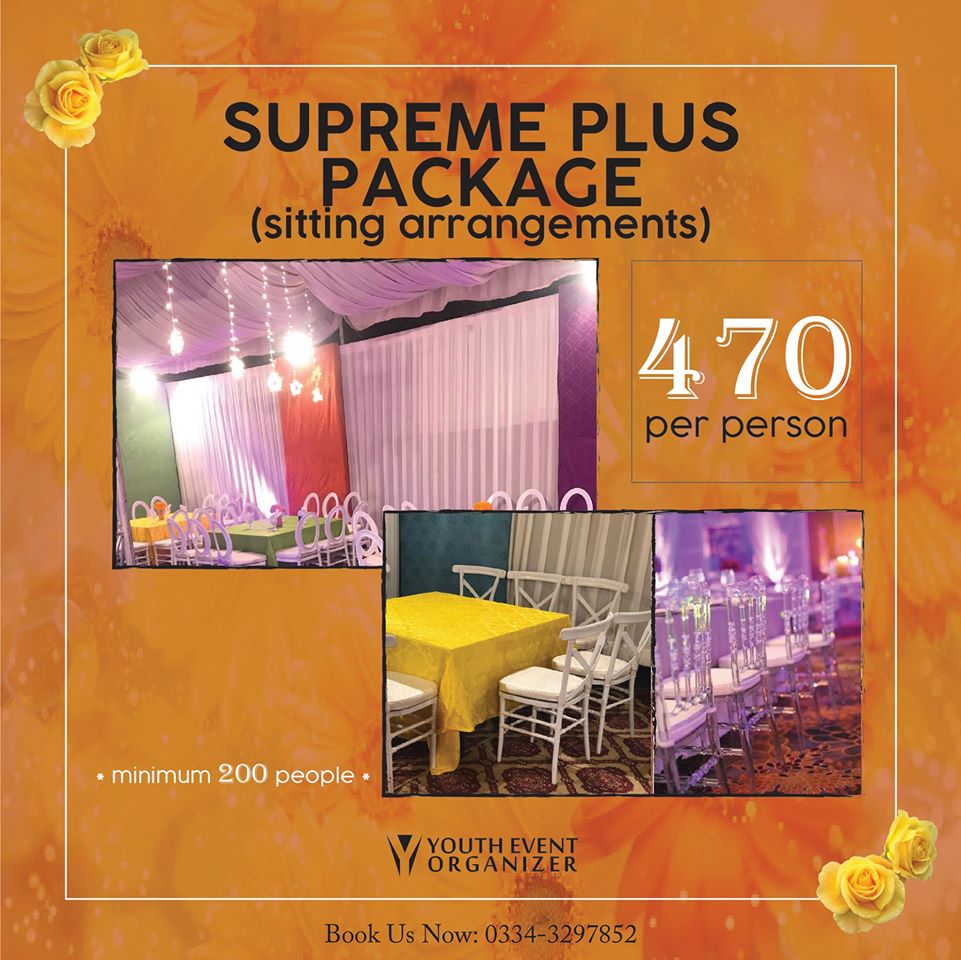 SUPREME PLUS
PACKAGE
(sitting arrangements)
470
per person
* minimum 200 people *
YOUTH EVENT
ORGANIZER
Book Us Now: 0334-3297852